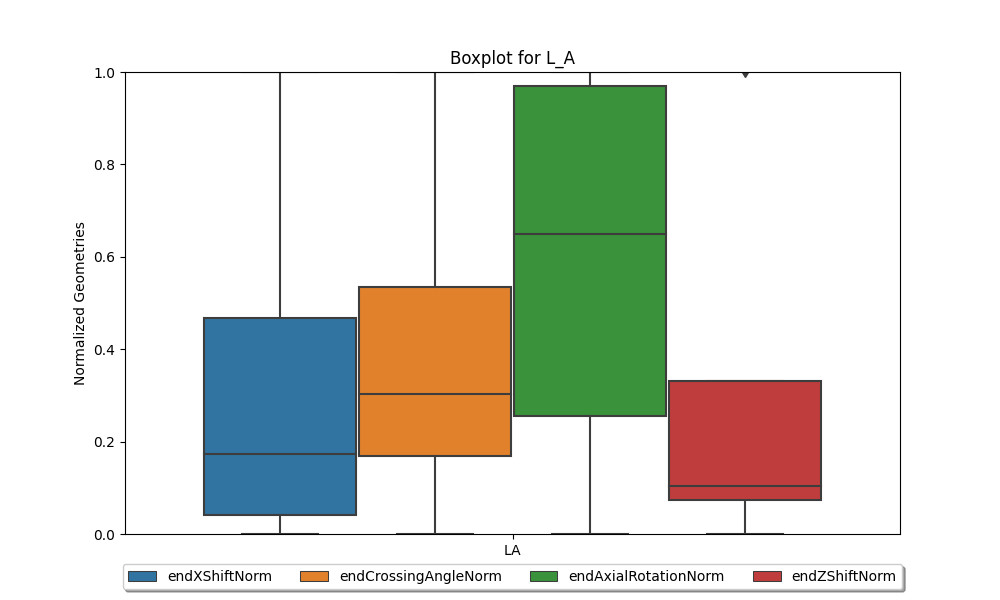 Boxplot for L_A
Normalized Geometries
1.0
0.8
0.6
0.4
0.2
0.0
LA
endXShiftNorm endCrossingAngleNorm endAxialRotationNorm endZShiftNorm